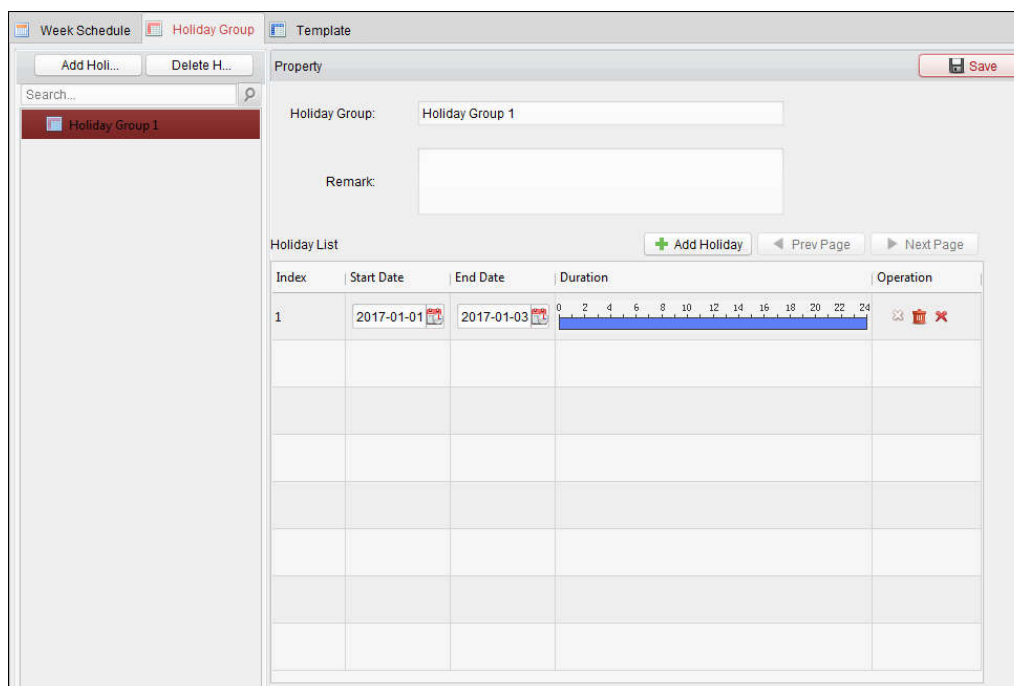 Week Schedule Holiday Group Template
Add Holi... Delete H... Property Save
Search...
Holiday Group: Holiday Group 1
Holiday Group 1
Remark:
Holiday List Add Holiday Prev Page Next Page
Index Start Date End Date Duration Operation
0 2 4 6 8 10 12 14 16 18 20 22 24
1 2017-01-01 2017-01-03